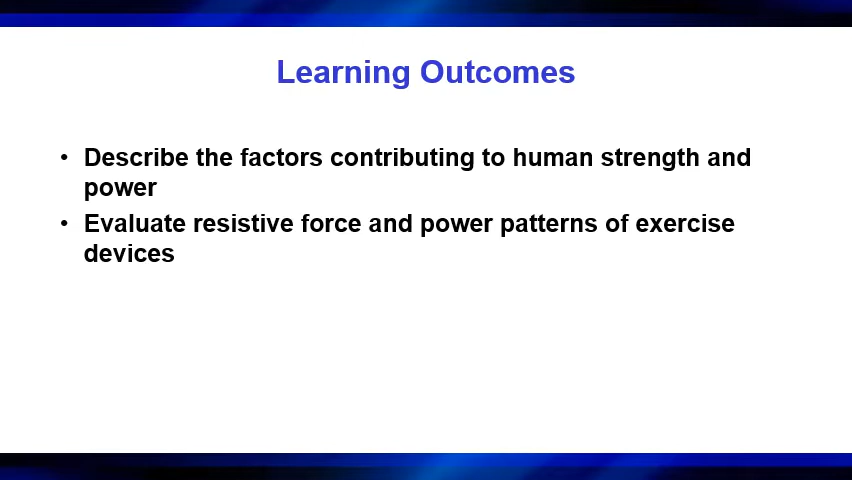 Learning Outcomes
• Describe the factors contributing to human strength and
power
• Evaluate resistive force and power patterns of exercise
devices